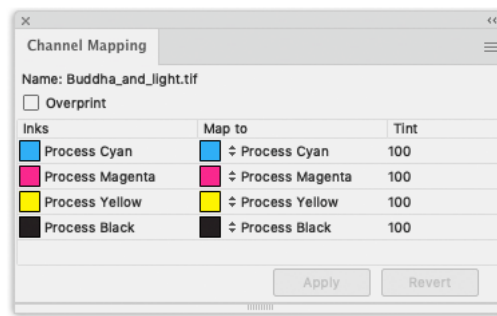 Channel Mapping
Name: Buddha_and_light.tif
Overprint
Inks Map to Tint
Process Cyan Process Cyan 100
Process Magenta Process Magenta 100
Process Yellow Process Yellow 100
Process Black Process Black 100
Apply Revert